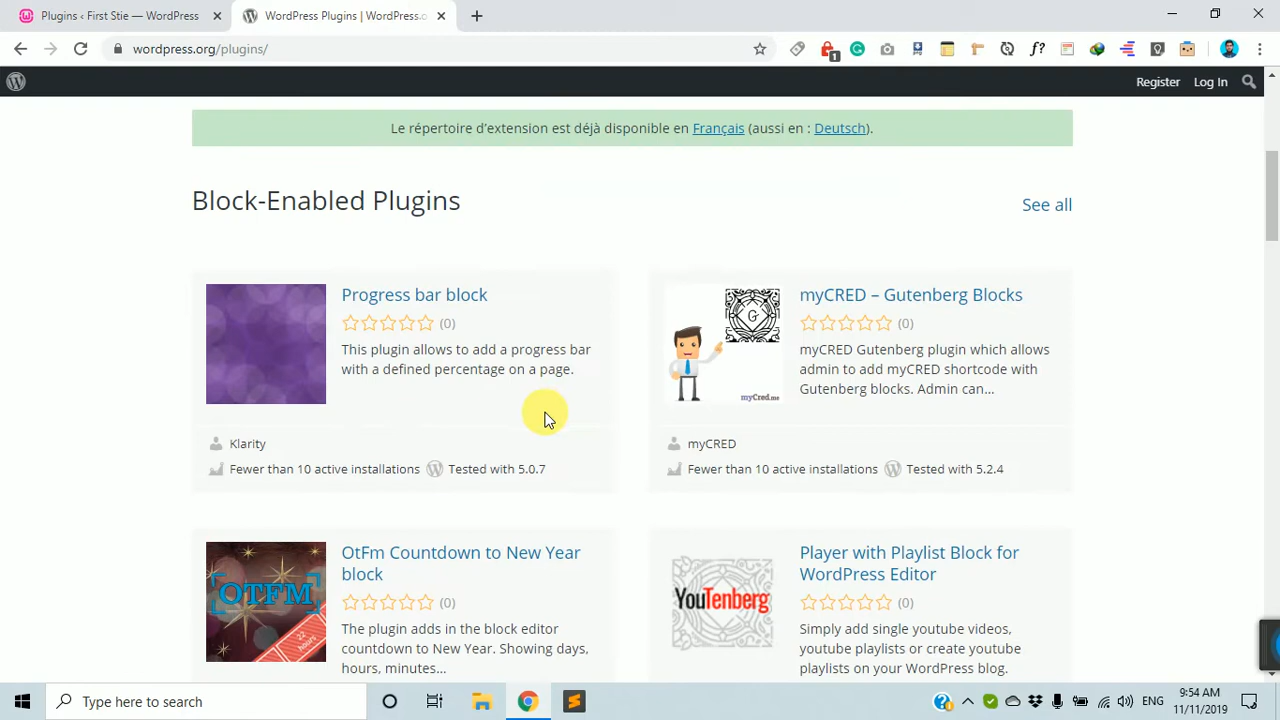 Plugins ‹ First Stie — WordPress
WordPress Plugins | WordPress.o
wordpress.org/plugins/
1
f?
Register
Log In
Le répertoire d’extension est déjà disponible en Français (aussi en : Deutsch).
Block-Enabled Plugins
See all
Progress bar block
(0)
This plugin allows to add a progress bar
with a defined percentage on a page.
Klarity
Fewer than 10 active installations
Tested with 5.0.7
myCRED – Gutenberg Blocks
(0)
myCRED Gutenberg plugin which allows
admin to add myCRED shortcode with
Gutenberg blocks. Admin can…
G
myCred.me
myCRED
Fewer than 10 active installations
Tested with 5.2.4
OTFM
22
hours
OtFm Countdown to New Year
block
(0)
The plugin adds in the block editor
countdown to New Year. Showing days,
hours, minutes…
YouTenberg
Player with Playlist Block for
WordPress Editor
(0)
Simply add single youtube videos,
youtube playlists or create youtube
playlists on your WordPress blog.
Type here to search
ENG
9:54 AM
11/11/2019